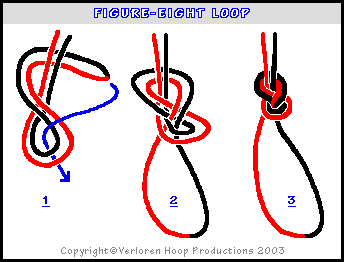 FIGURE-EIGHT LOOP
1 2 3
Copyright©Verloren Hoop Productions 2003